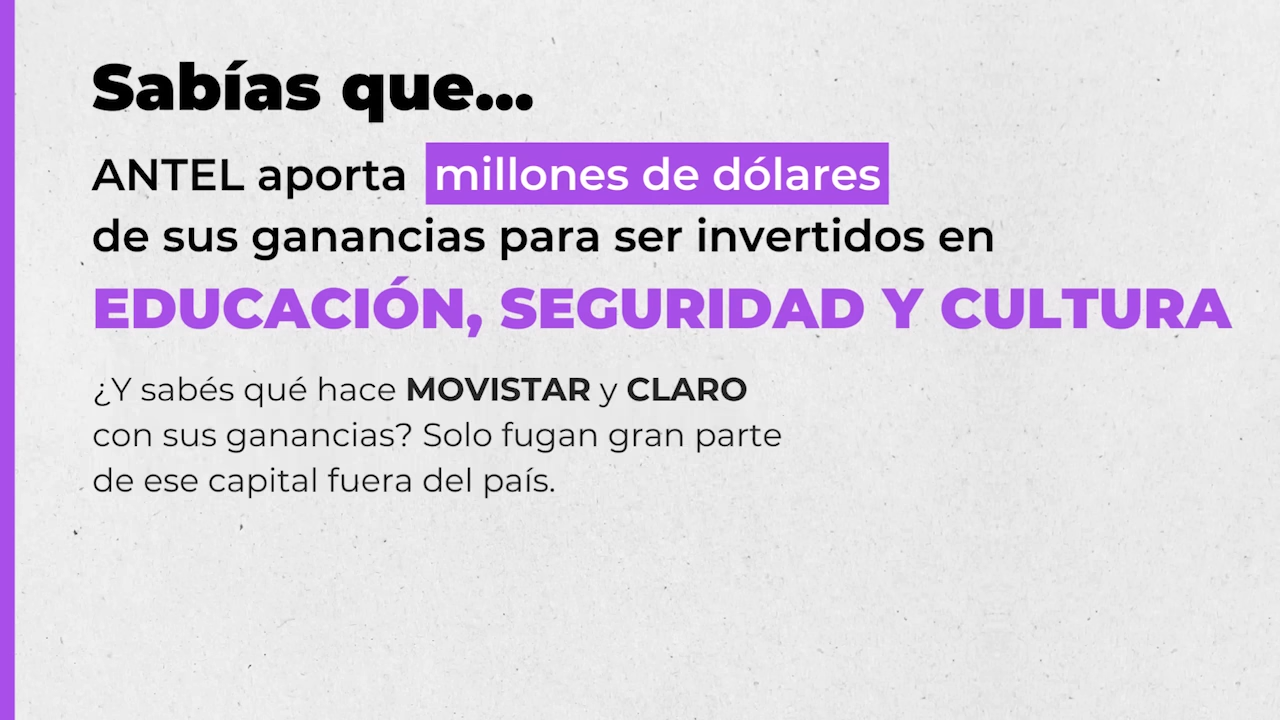 Sabías que...
ANTEL aporta millones de dólares
de sus ganancias para ser invertidos en
EDUCACIÓN, SEGURIDAD Y CULTURA
¿Y sabés qué hace MOVISTAR y CLARO
con sus ganancias? Solo fugan gran parte
de ese capital fuera del país.